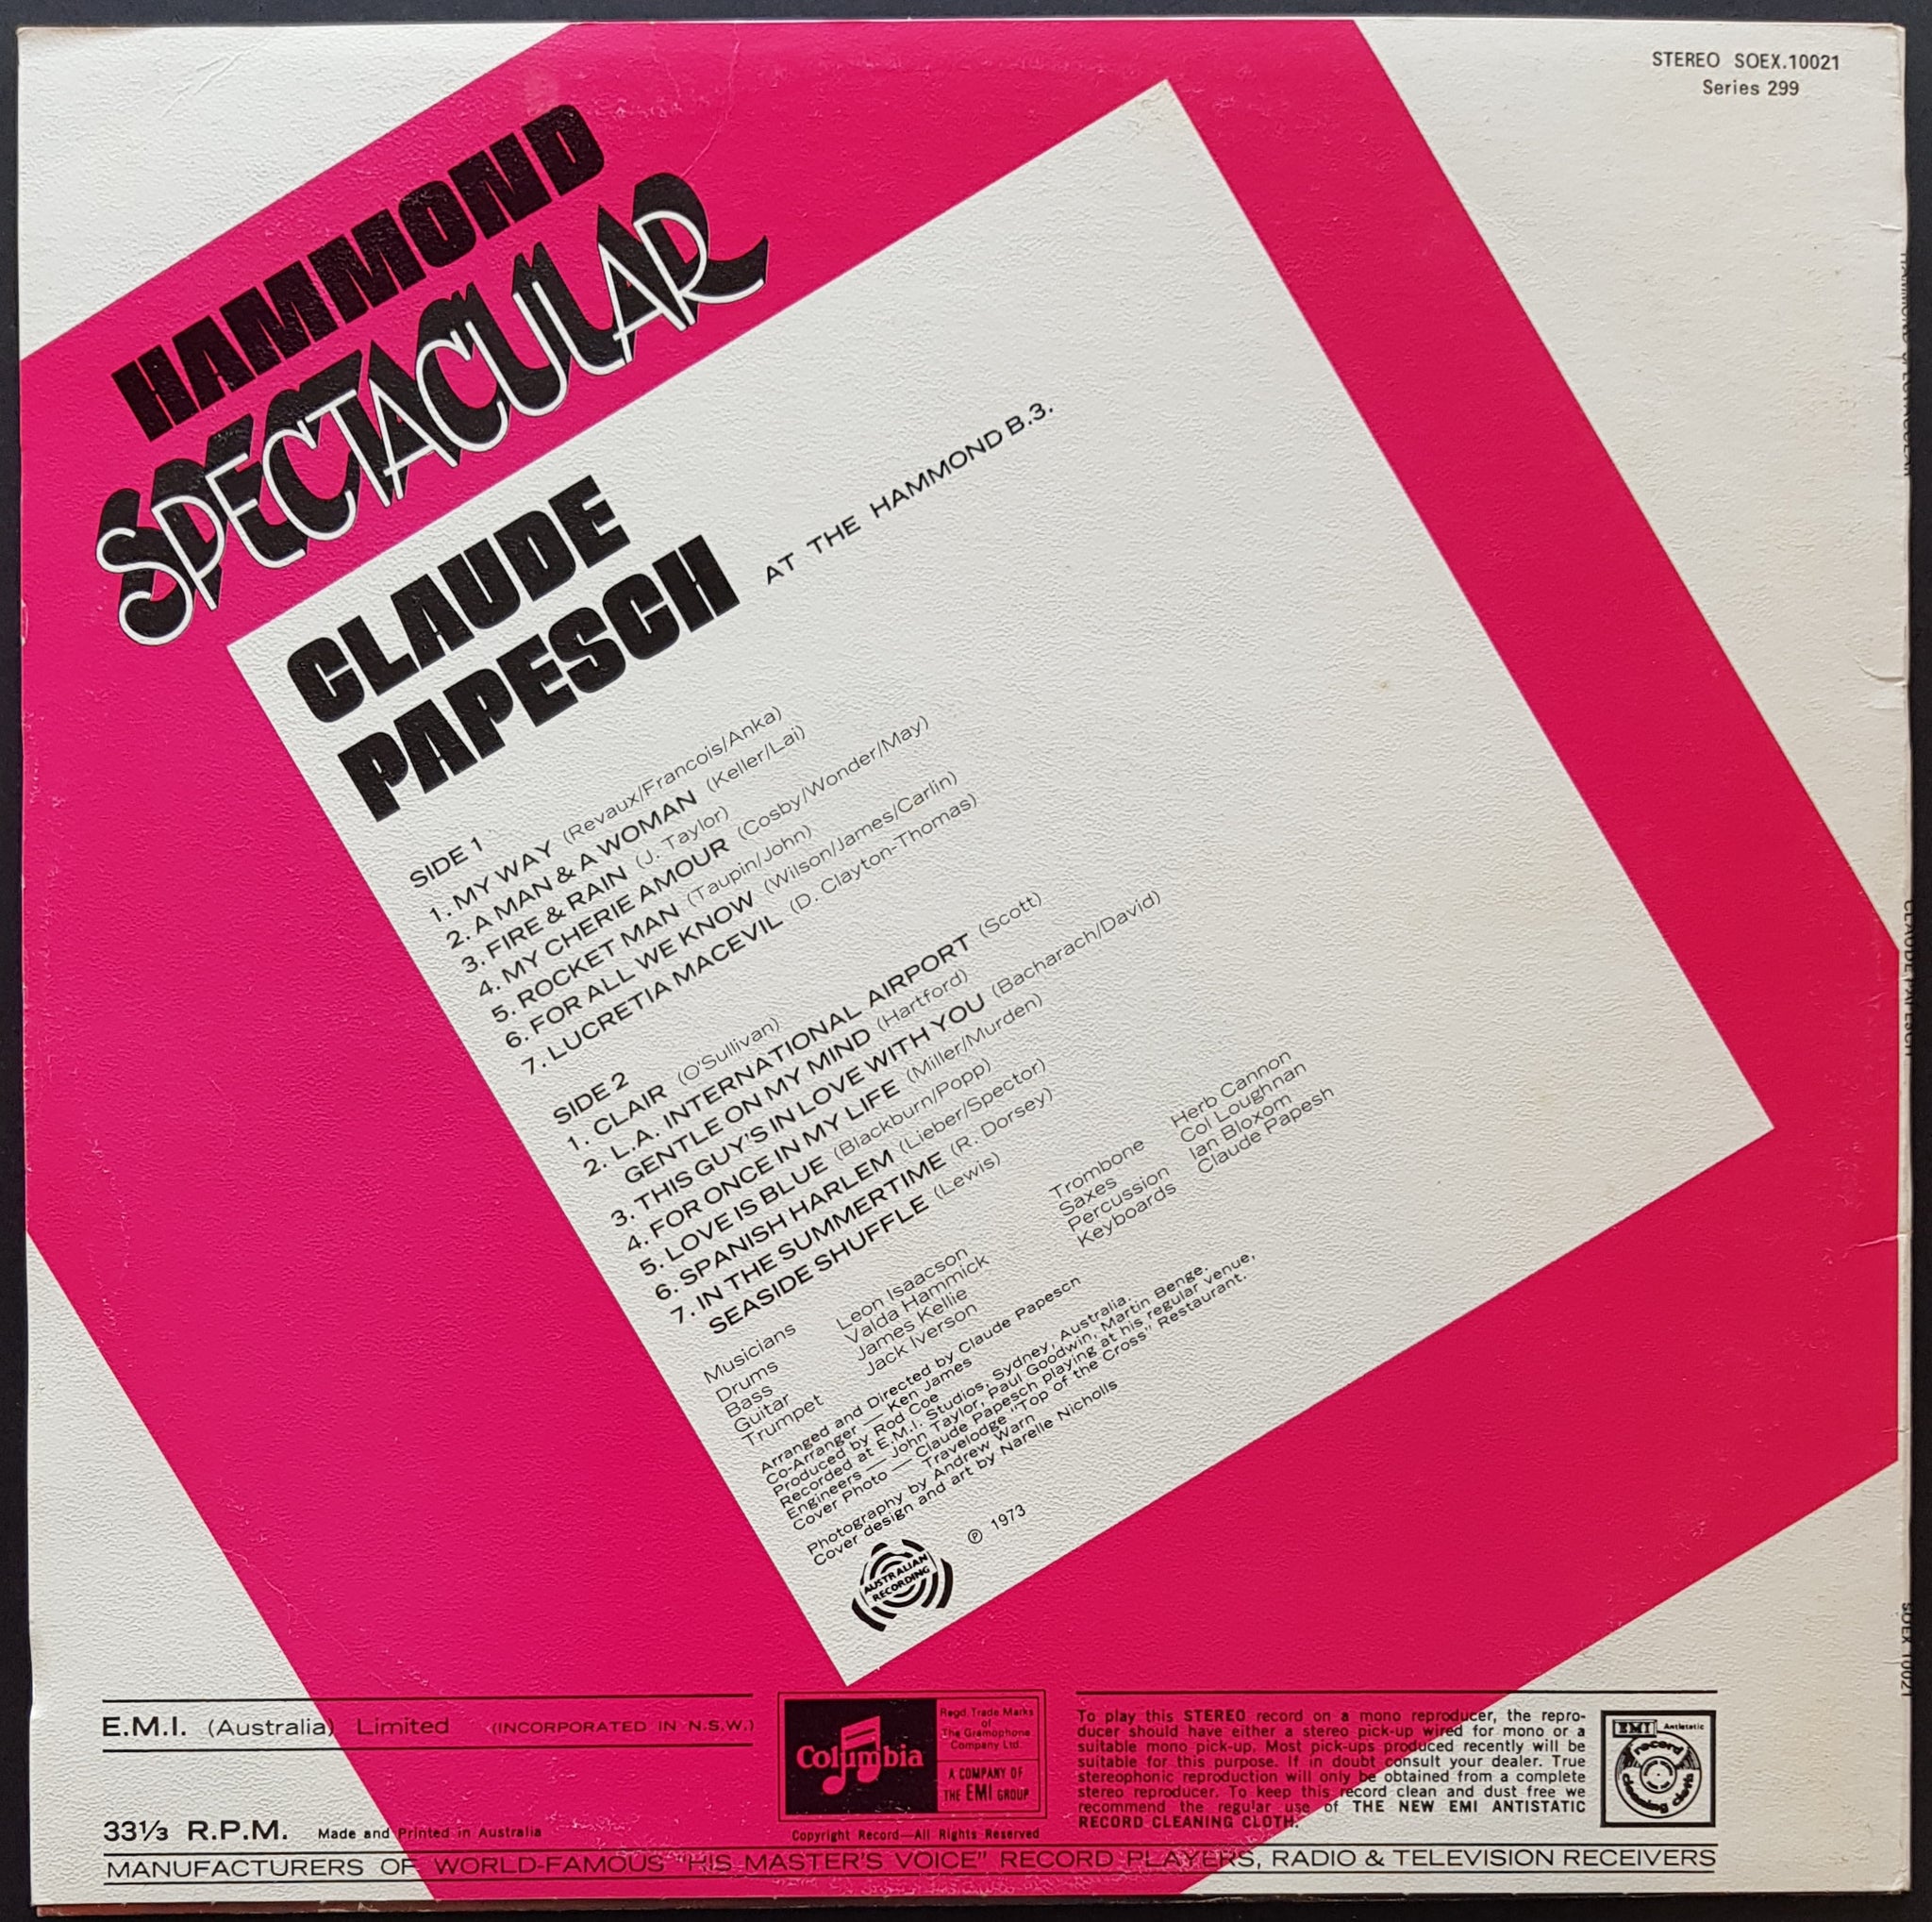 STEREO SOEX.10021
Series 299
HAMMOND
SPECTACULAR
CLAUDE
PAPESCH
AT THE HAMMOND B.3.
SIDE 1
1. MY WAY (Revaux/Francois/Anka)
2. A MAN & A WOMAN (Keller/Lai)
3. FIRE & RAIN (J. Taylor)
4. MY CHERIE AMOUR (Cosby/Wonder/May)
5. ROCKET MAN (Taupin/John)
6. FOR ALL WE KNOW (Wilson/James/Carlin)
7. LUCRETIA MACEVIL (D. Clayton-Thomas)
SIDE 2
1. CLAIR (O'Sullivan)
2. L.A. INTERNATIONAL AIRPORT (Scott)
GENTLE ON MY MIND (Hartford)
3. THIS GUY'S IN LOVE WITH YOU (Bacharach/David)
4. FOR ONCE IN MY LIFE (Miller/Murden)
5. LOVE IS BLUE (Blackburn/Popp)
6. SPANISH HARLEM (Lieber/Spector)
7. IN THE SUMMERTIME (R. Dorsey)
SEASIDE SHUFFLE (Lewis)
Musicians
Drums Leon Isaacson
Bass Valda Hammick
Guitar James Kellie
Trumpet Jack Iverson
Trombone Herb Cannon
Saxes Col Loughnan
Percussion Ian Bloxom
Keyboards Claude Papesh
Arranged and Directed by Claude Papesch
Co-Arranger — Ken James
Produced by Rod Coe
Recorded at E.M.I. Studios, Sydney, Australia.
Engineers — John Taylor, Paul Goodwin, Martin Benge.
Cover Photo — Claude Papesch playing at his regular venue,
Travelodge "Top of the Cross" Restaurant.
Photography by Andrew Warn
Cover design and art by Narelle Nicholls
AUSTRALIAN
RECORDING
℗ 1973
E.M.I. (Australia) Limited (INCORPORATED IN N.S.W.)
33⅓ R.P.M. Made and Printed in Australia
Columbia
Regd. Trade Marks
of
The Gramophone
Company Ltd.
A COMPANY OF
THE EMI GROUP
Copyright Record—All Rights Reserved
To play this STEREO record on a mono reproducer, the repro-
ducer should have either a stereo pick-up wired for mono or a
suitable mono pick-up. Most pick-ups produced recently will be
suitable for this purpose. If in doubt consult your dealer. True
stereophonic reproduction will only be obtained from a complete
stereo reproducer. To keep this record clean and dust free we
recommend the regular use of THE NEW EMI ANTISTATIC
RECORD CLEANING CLOTH.
EMI Antistatic
record
cleaning cloth
MANUFACTURERS OF WORLD-FAMOUS "HIS MASTER'S VOICE" RECORD PLAYERS, RADIO & TELEVISION RECEIVERS
HAMMOND SPECTACULAR
CLAUDE PAPESCH
SOEX 10021